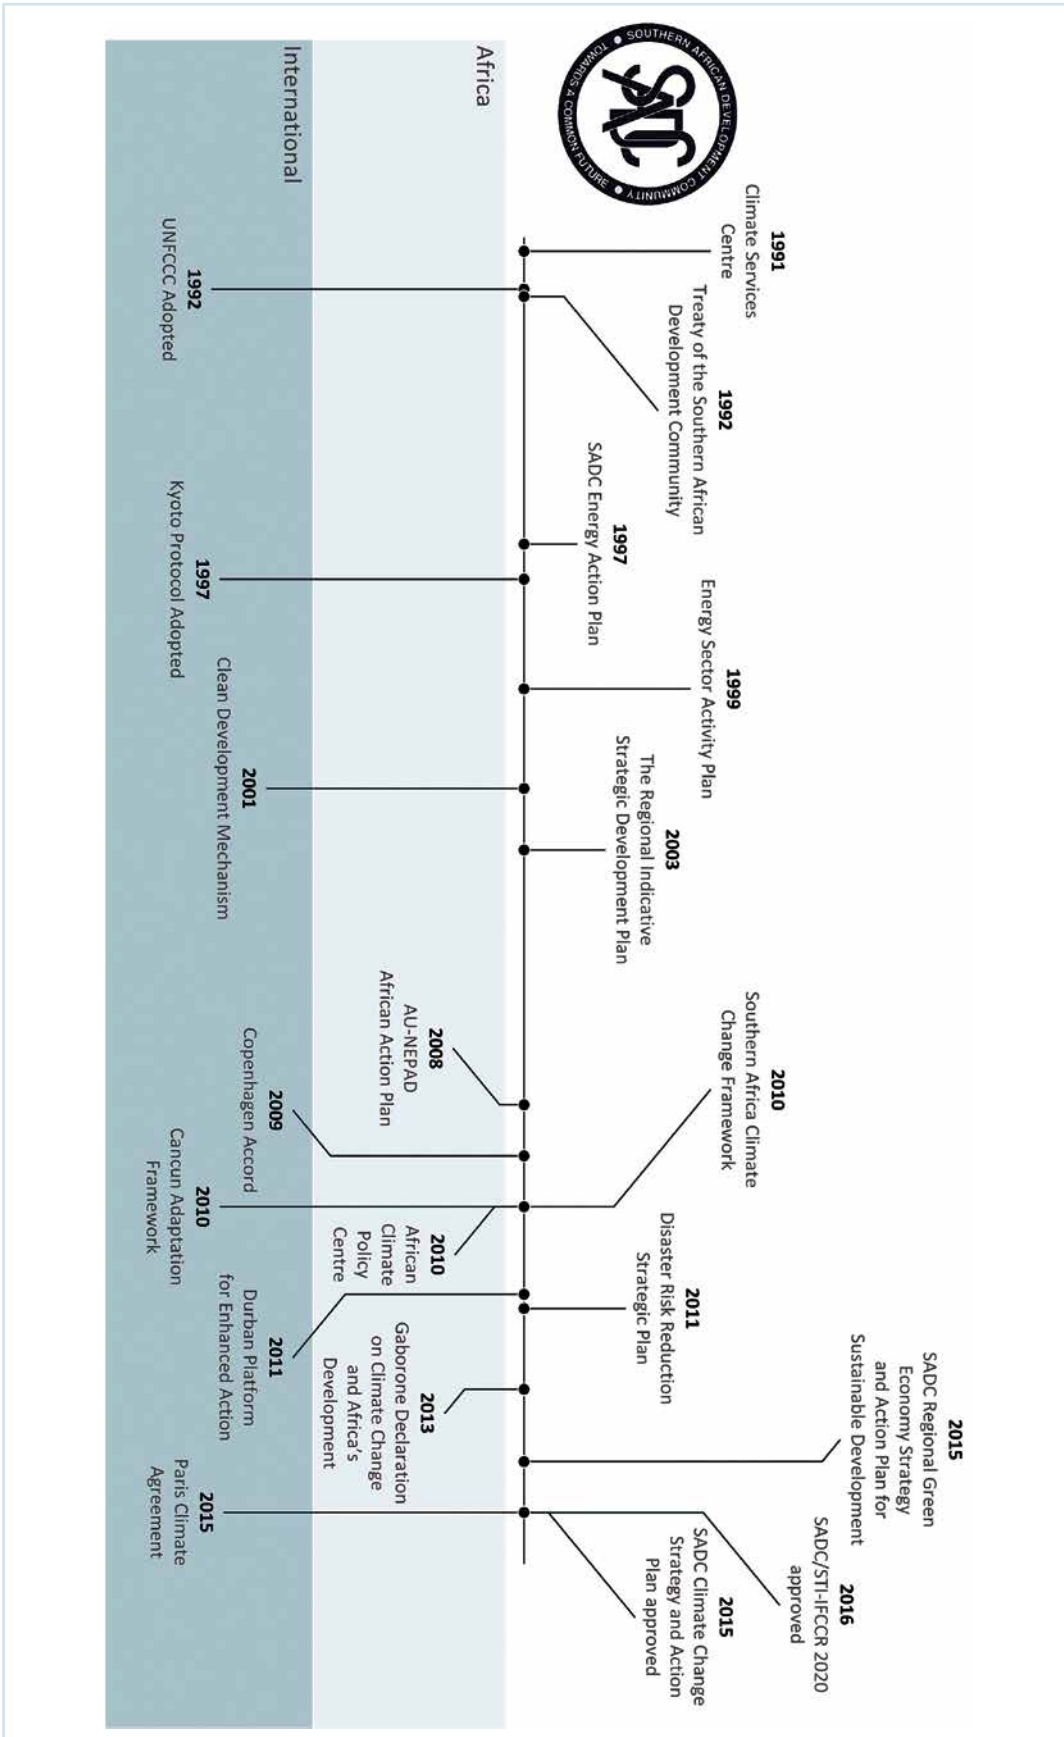 SOUTHERN AFRICAN DEVELOPMENT COMMUNITY
TOWARDS A COMMON FUTURE
SADC
1991
Climate Services
Centre
1992
Treaty of the Southern African
Development Community
1997
SADC Energy Action Plan
1999
Energy Sector Activity Plan
2003
The Regional Indicative
Strategic Development Plan
2010
Southern Africa Climate
Change Framework
2011
Disaster Risk Reduction
Strategic Plan
2015
SADC Regional Green
Economy Strategy
and Action Plan for
Sustainable Development
2016
SADC/STI-IFCCR 2020
approved
2015
SADC Climate Change
Strategy and Action
Plan approved
Africa
2008
AU-NEPAD
African Action Plan
2010
African
Climate
Policy
Centre
2013
Gaborone Declaration
on Climate Change
and Africa's
Development
International
1992
UNFCCC Adopted
1997
Kyoto Protocol Adopted
2001
Clean Development Mechanism
2009
Copenhagen Accord
2010
Cancun Adaptation
Framework
2011
Durban Platform
for Enhanced Action
2015
Paris Climate
Agreement